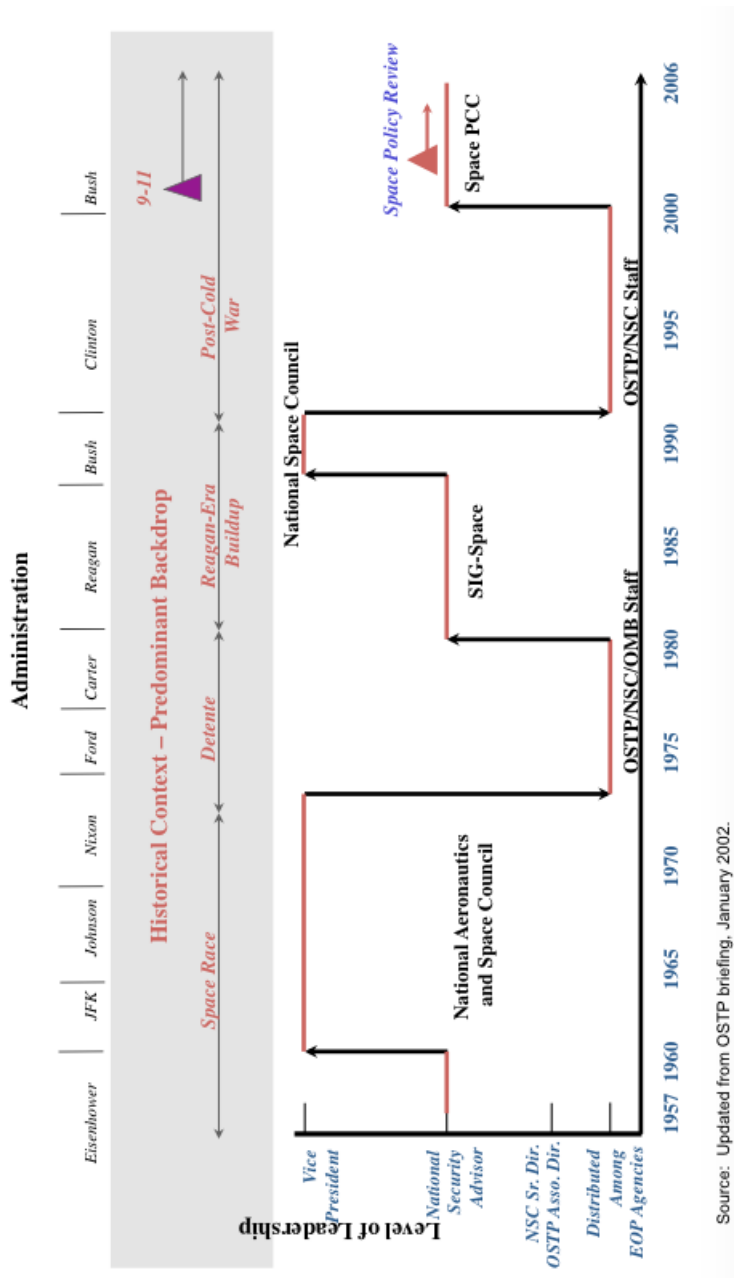 Administration
Eisenhower
JFK
Johnson
Nixon
Ford
Carter
Reagan
Bush
Clinton
Bush
Historical Context – Predominant Backdrop
9-11
Space Race
Detente
Reagan-Era
Buildup
Post-Cold
War
Level of Leadership
Vice
President
National
Security
Advisor
NSC Sr. Dir.
OSTP Asso. Dir.
Distributed
Among
EOP Agencies
National Aeronautics
and Space Council
OSTP/NSC/OMB Staff
SIG-Space
National Space Council
OSTP/NSC Staff
Space Policy Review
Space PCC
1957
1960
1965
1970
1975
1980
1985
1990
1995
2000
2006
Source: Updated from OSTP briefing, January 2002.